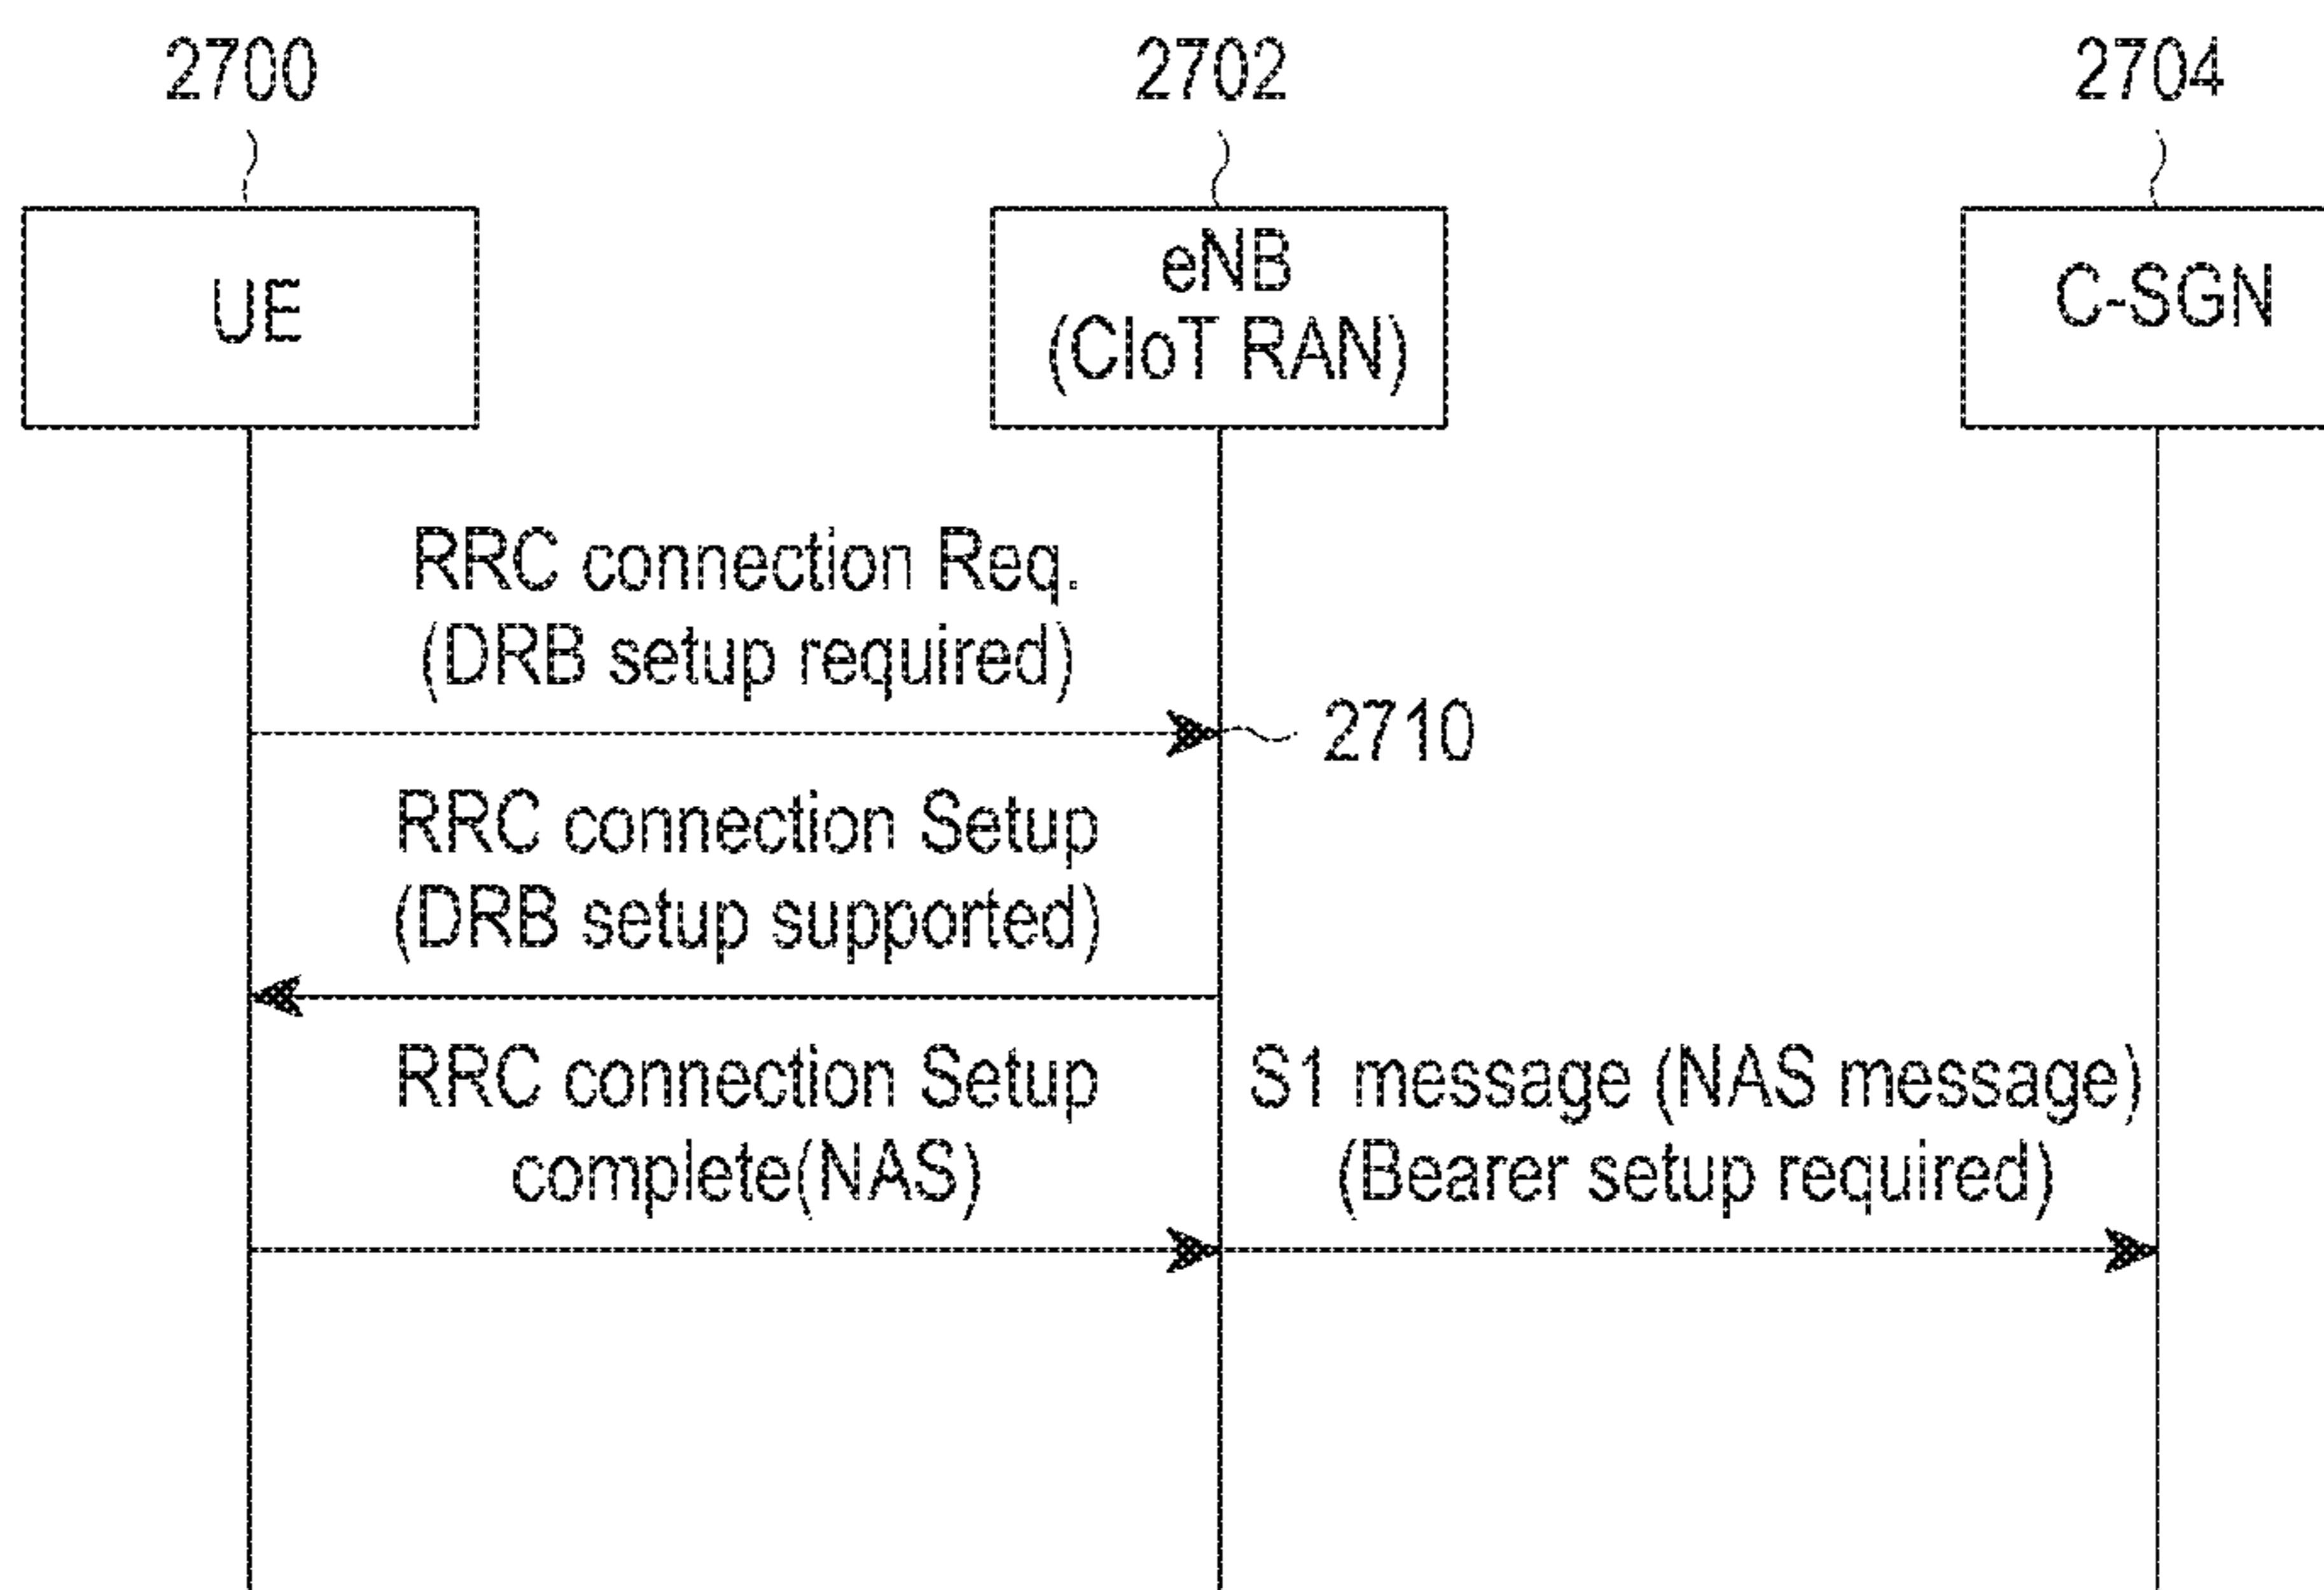 2700
2702
2704
UE
eNB
(CIoT RAN)
C-SGN
RRC connection Req.
(DRB setup required)
2710
RRC connection Setup
(DRB setup supported)
RRC connection Setup
complete(NAS)
S1 message (NAS message)
(Bearer setup required)